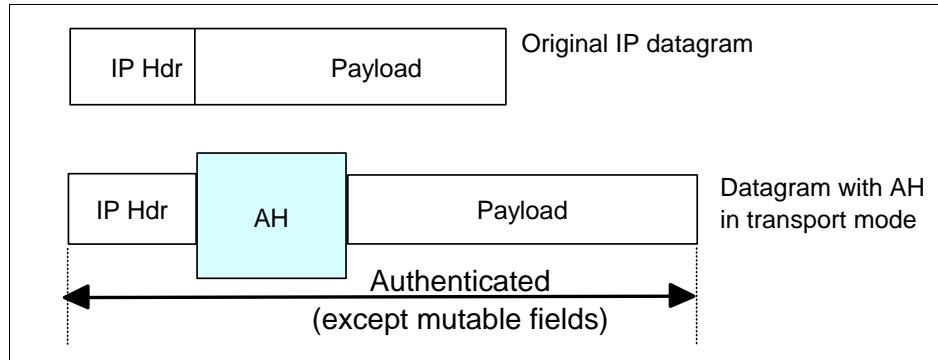 Original IP datagram
IP Hdr
Payload
IP Hdr
AH
Payload
Datagram with AH
in transport mode
Authenticated
(except mutable fields)